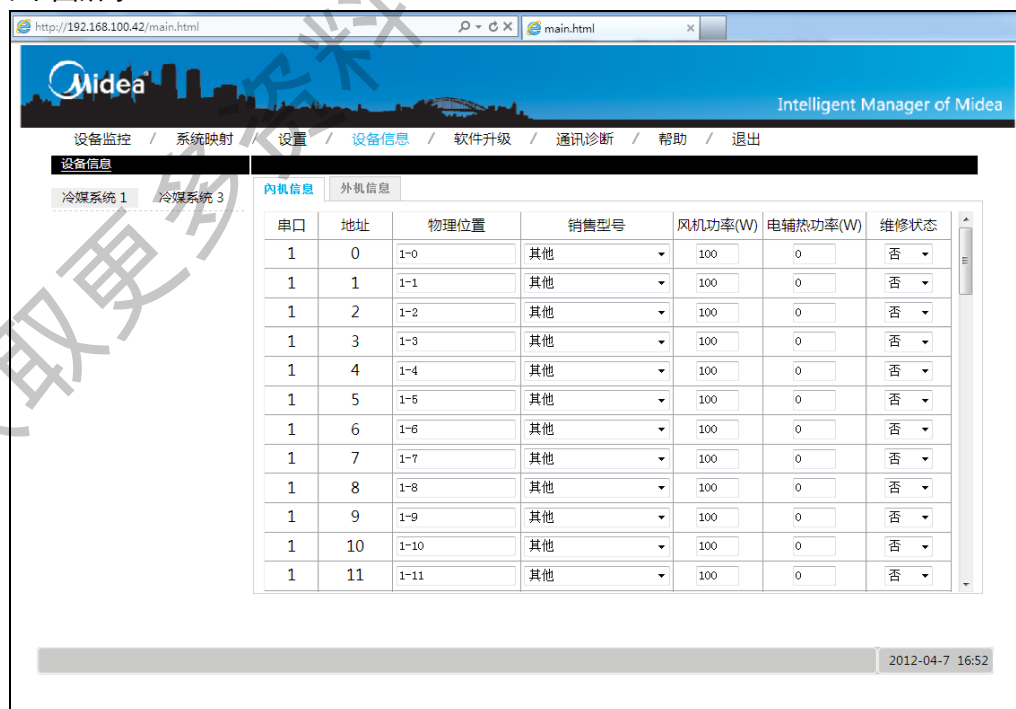 http://192.168.100.42/main.html main.html
Midea
Intelligent Manager of Midea
设备监控 / 系统映射 / 设置 / 设备信息 / 软件升级 / 通讯诊断 / 帮助 / 退出
设备信息
冷媒系统 1 冷媒系统 3
内机信息 外机信息
串口 地址 物理位置 销售型号 风机功率(W) 电辅热功率(W) 维修状态
1 0 1-0 其他 100 0 否
1 1 1-1 其他 100 0 否
1 2 1-2 其他 100 0 否
1 3 1-3 其他 100 0 否
1 4 1-4 其他 100 0 否
1 5 1-5 其他 100 0 否
1 6 1-6 其他 100 0 否
1 7 1-7 其他 100 0 否
1 8 1-8 其他 100 0 否
1 9 1-9 其他 100 0 否
1 10 1-10 其他 100 0 否
1 11 1-11 其他 100 0 否
2012-04-7 16:52
取更多资料